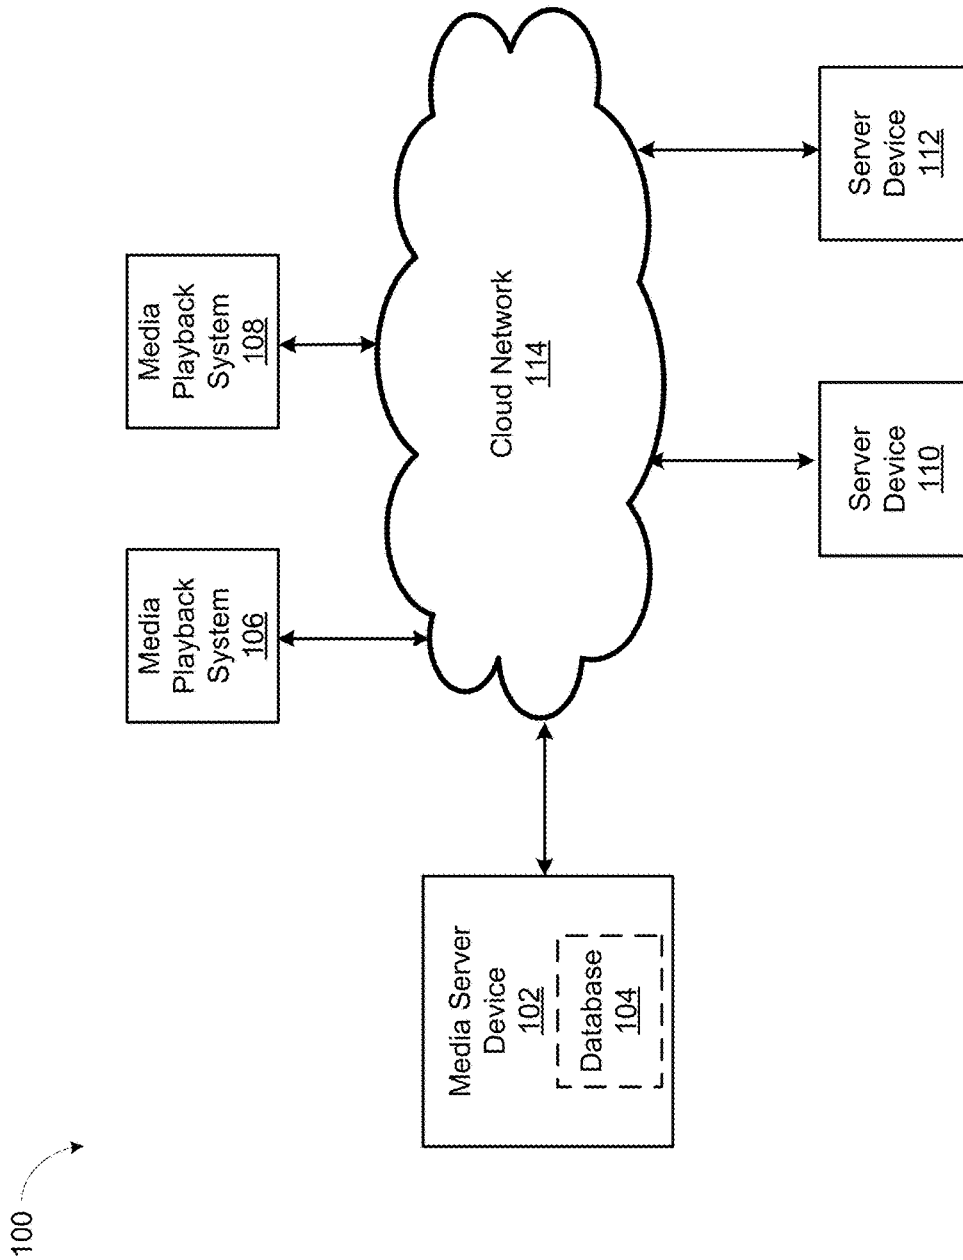 100
Media
Playback
System
106
Media
Playback
System
108
Media Server
Device
102
Database
104
Cloud Network
114
Server
Device
110
Server
Device
112